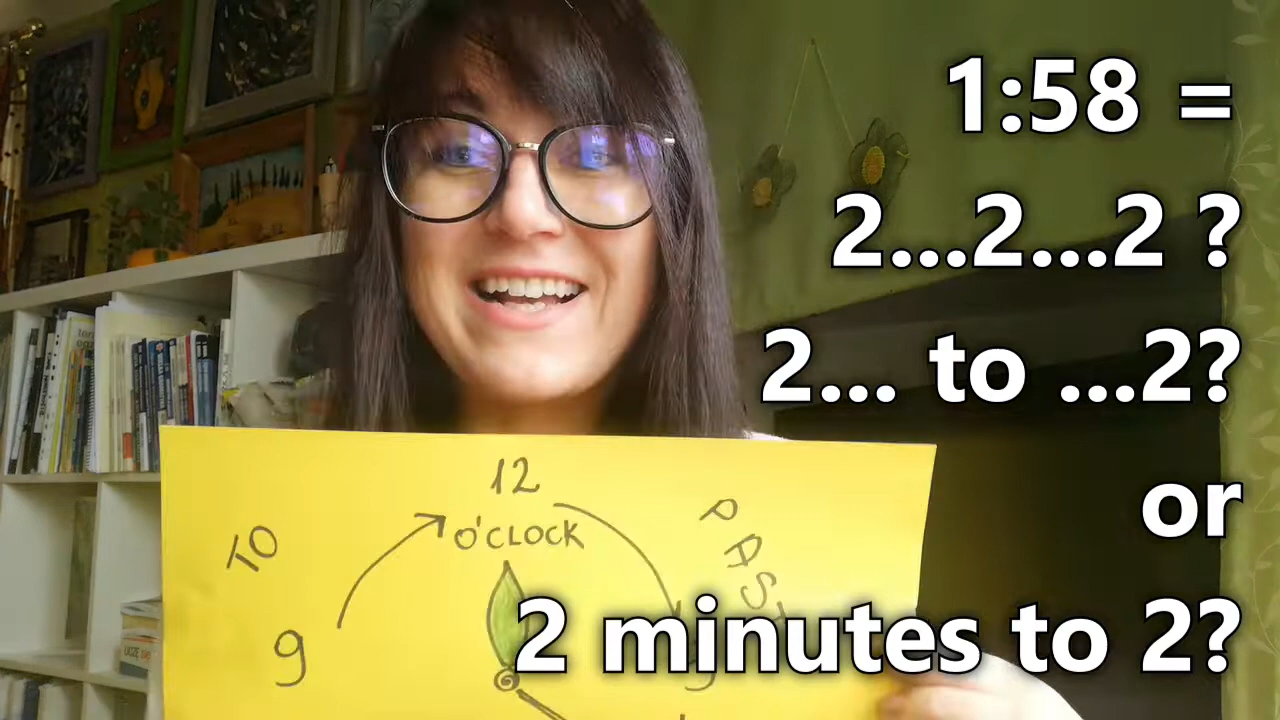 1:58 =
2...2...2 ?
2... to ...2?
or
2 minutes to 2?
12
O'CLOCK
TO
PAST
9